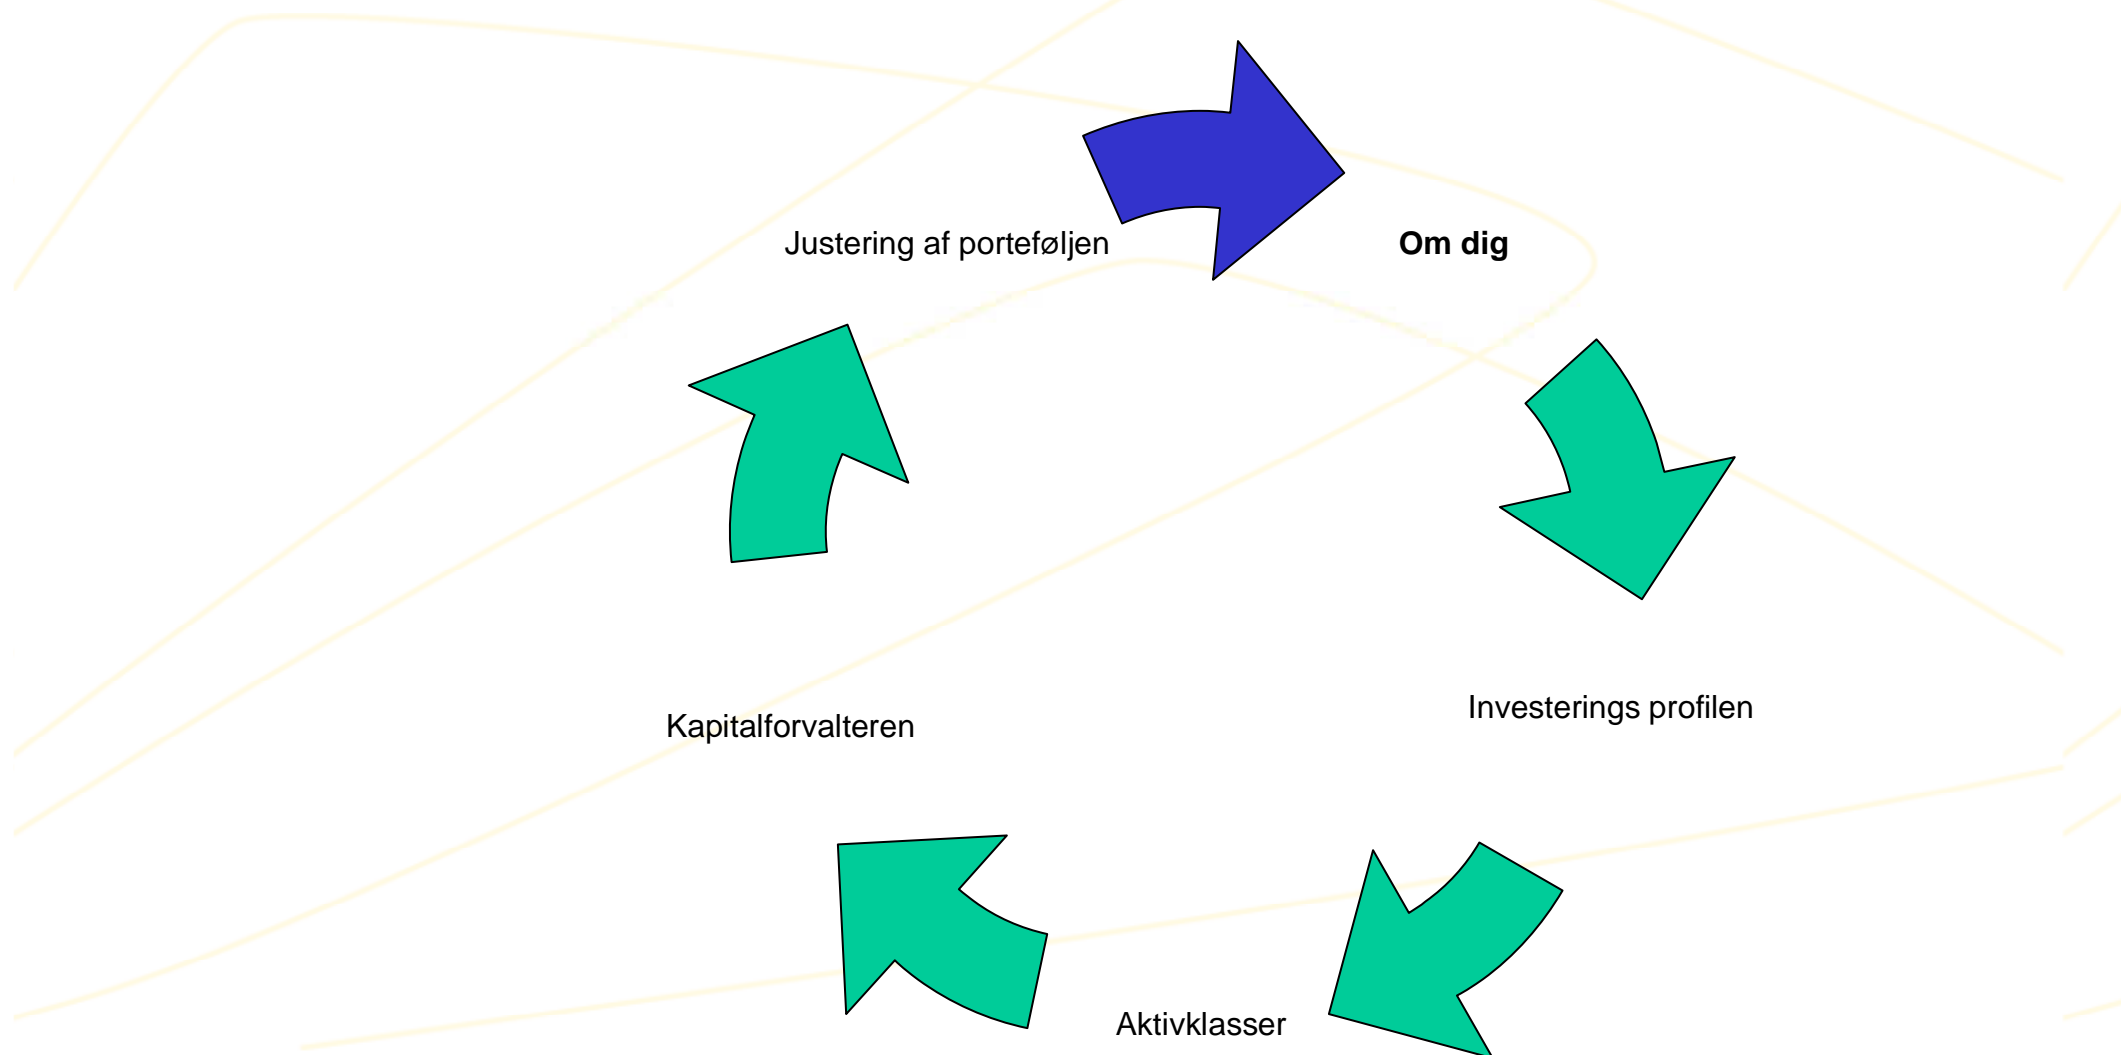 Justering af porteføljen
Om dig
Investerings profilen
Kapitalforvalteren
Aktivklasser